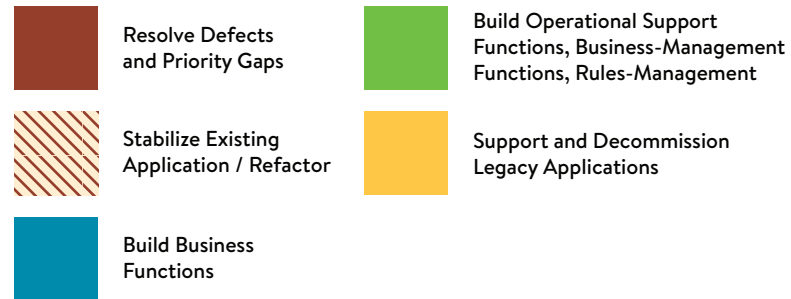 Resolve Defects
and Priority Gaps
Stabilize Existing
Application / Refactor
Build Business
Functions
Build Operational Support
Functions, Business-Management
Functions, Rules-Management
Support and Decommission
Legacy Applications